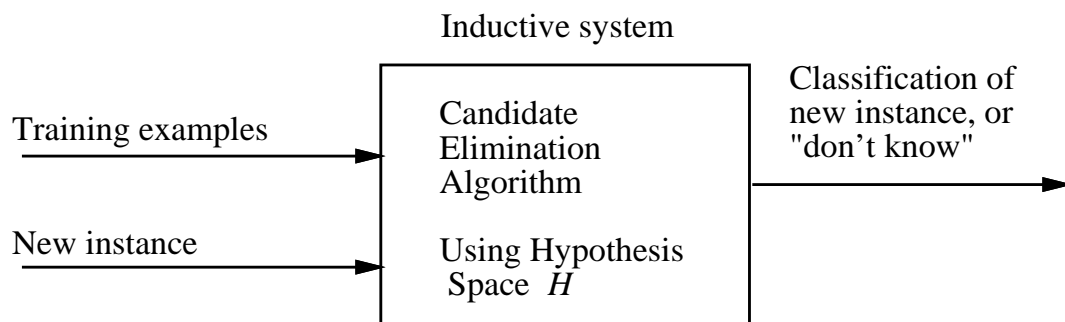 Inductive system
Training examples
New instance
Candidate
Elimination
Algorithm
Using Hypothesis
Space H
Classification of
new instance, or
"don't know"